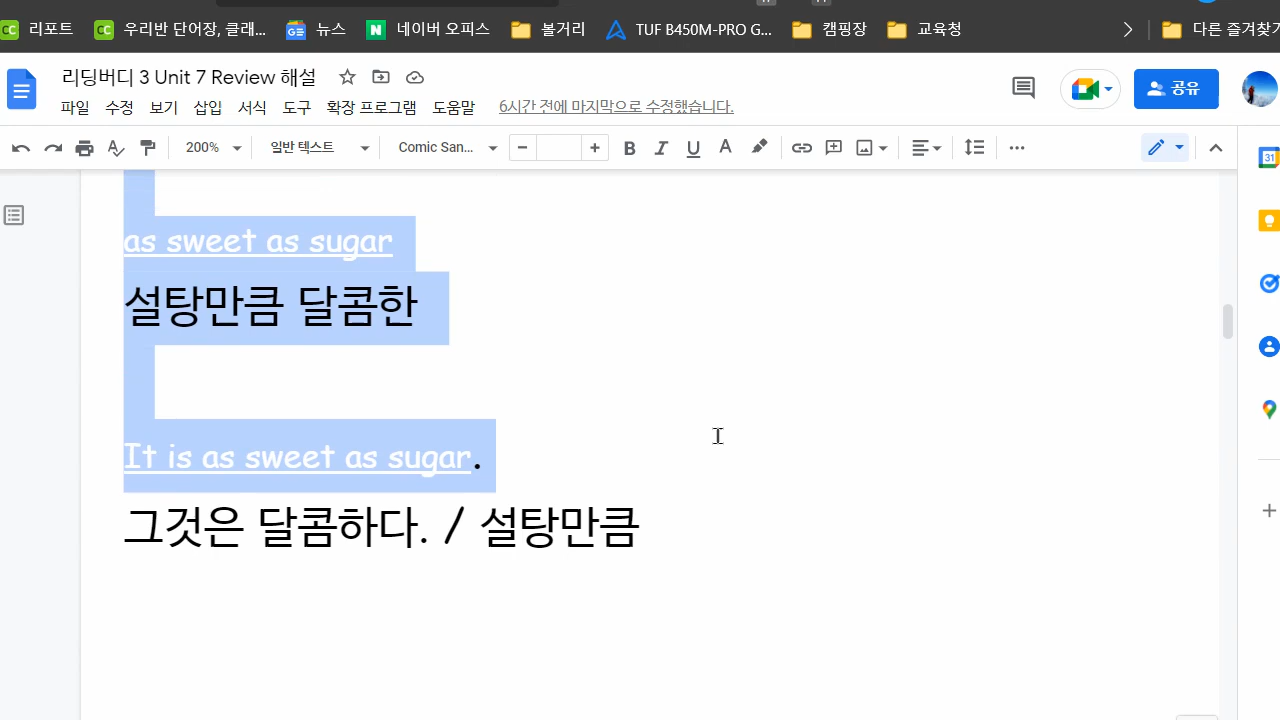 리포트 우리반 단어장, 클래... 뉴스 네이버 오피스 볼거리 TUF B450M-PRO G... 캠핑장 교육청 다른 즐겨찾기
리딩버디 3 Unit 7 Review 해설
파일 수정 보기 삽입 서식 도구 확장 프로그램 도움말 6시간 전에 마지막으로 수정했습니다.
공유
200% 일반 텍스트 Comic San...
as sweet as sugar
설탕만큼 달콤한
It is as sweet as sugar.
그것은 달콤하다. / 설탕만큼